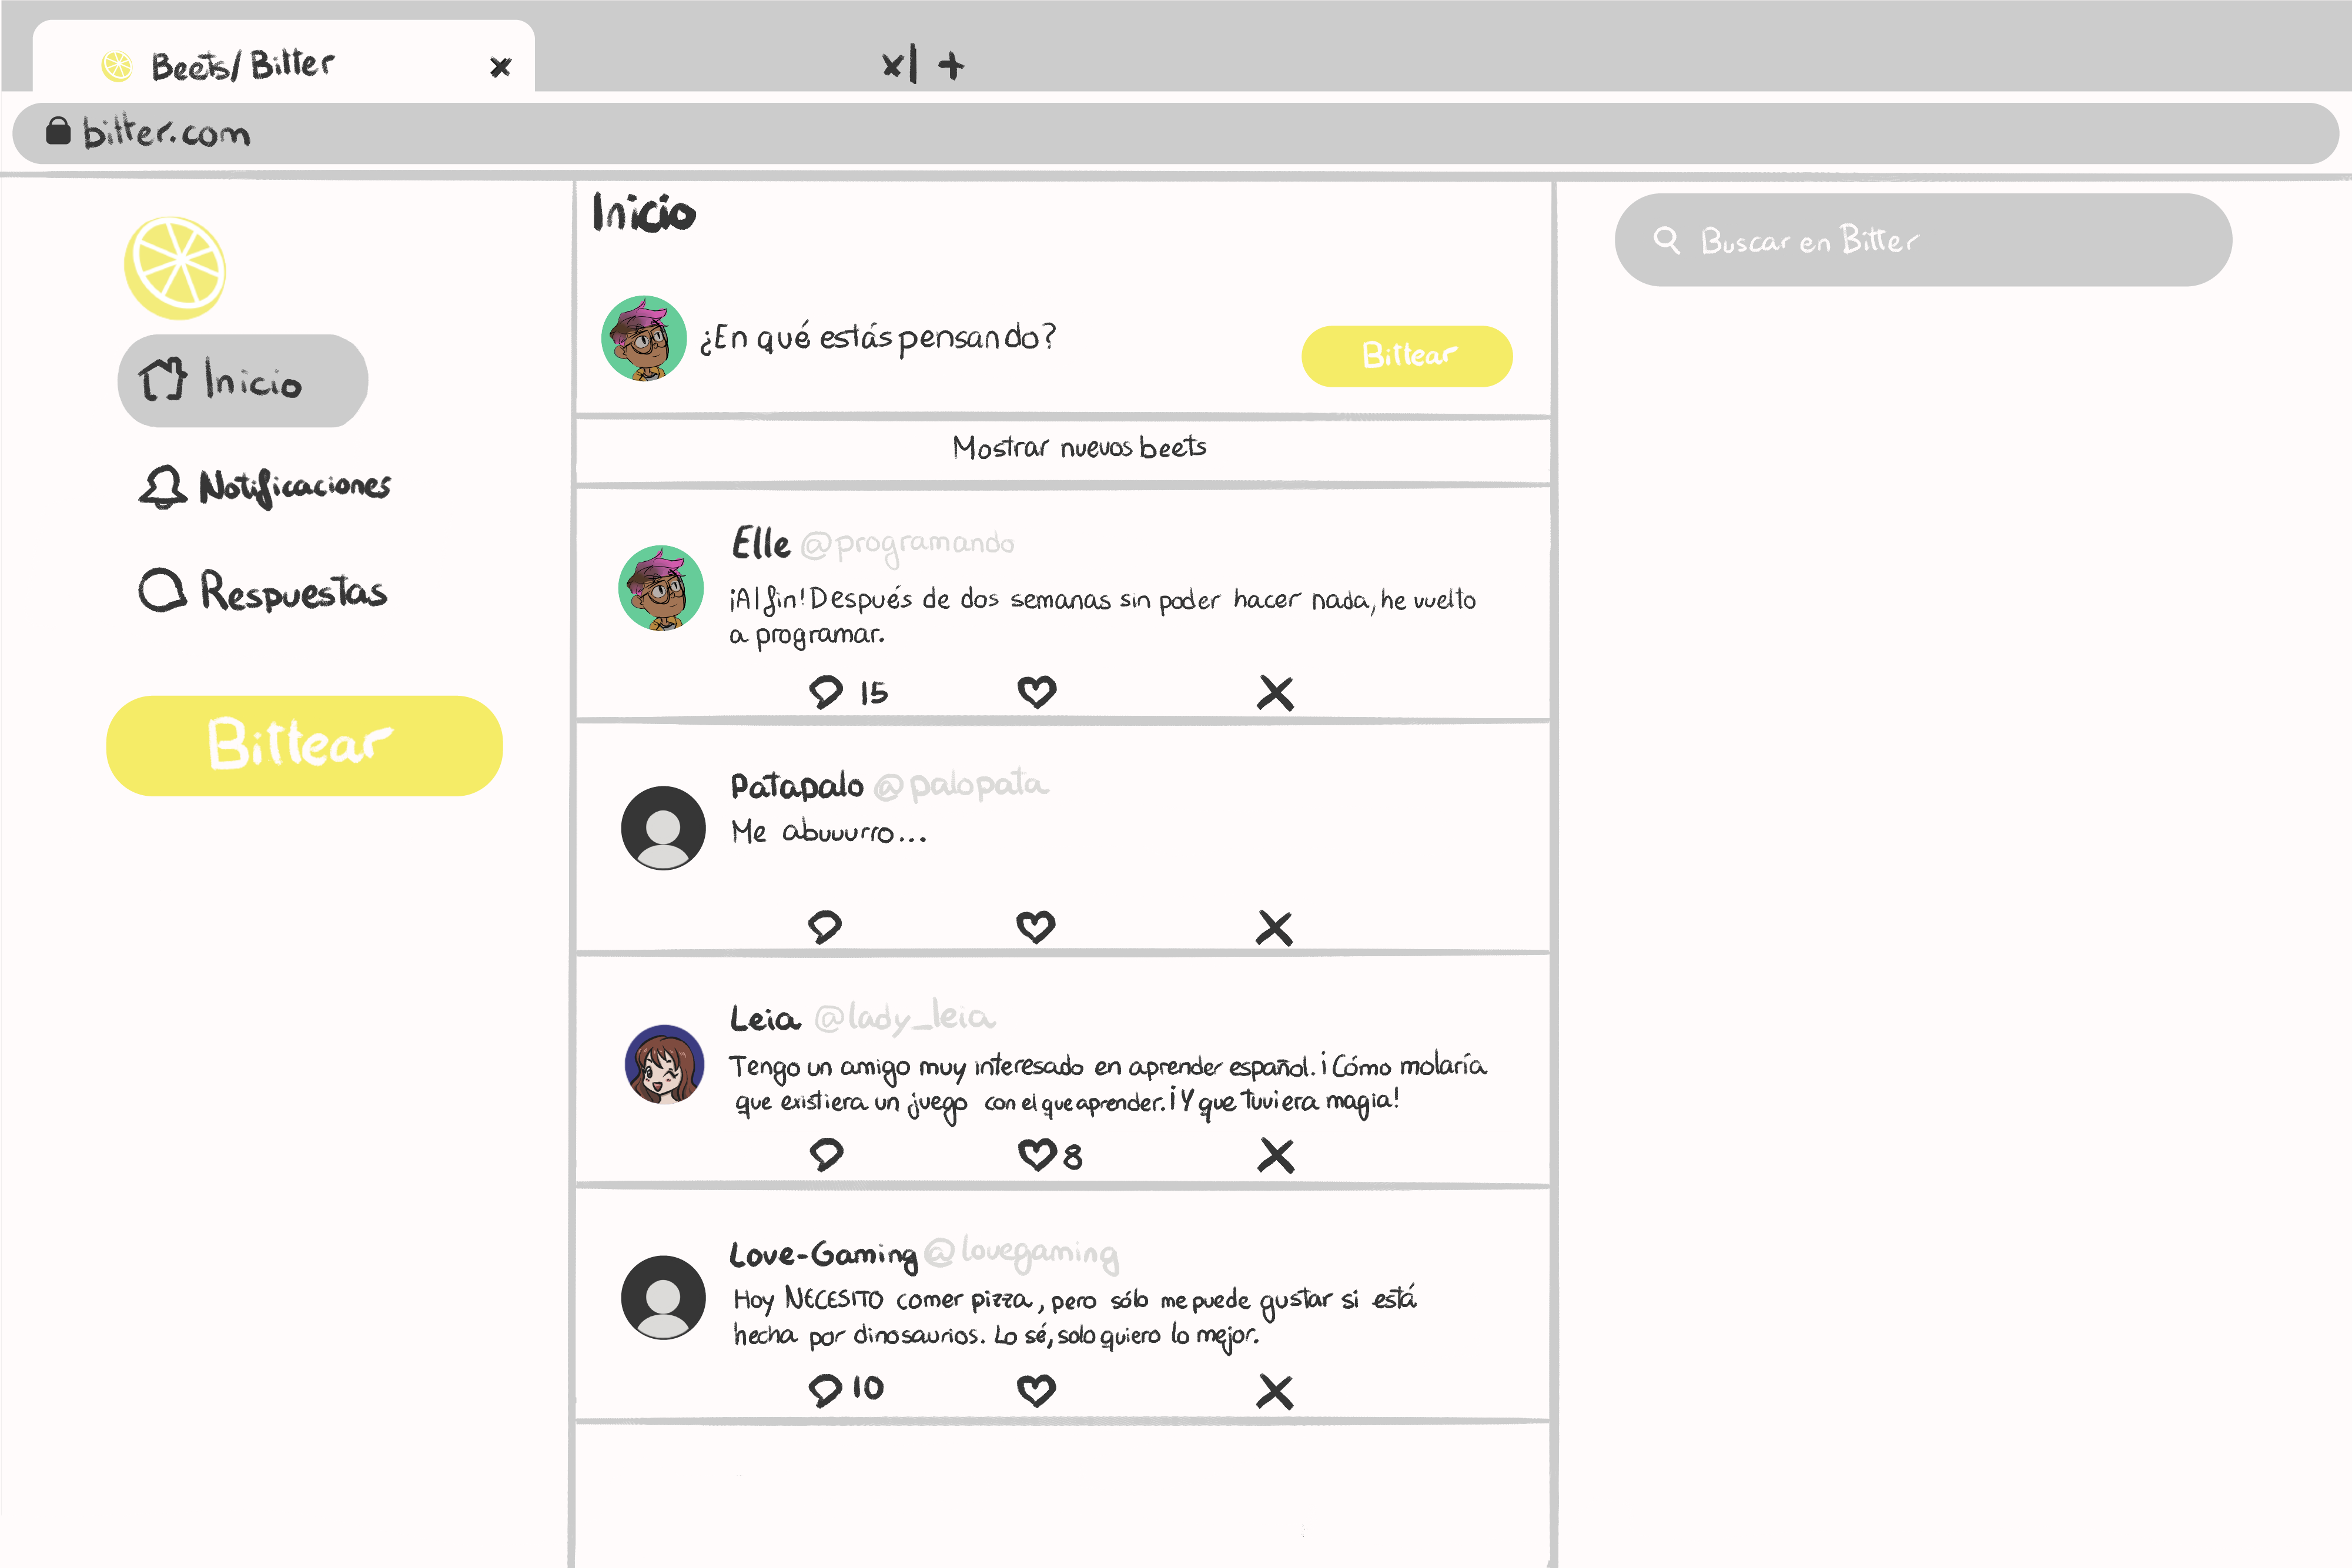 Beets/Bitter x
x| +
bitter.com
Inicio
Notificaciones
Respuestas
Bittear
Inicio
¿En qué estás pensando?
Bittear
Mostrar nuevos beets
Elle @programando
¡Al fin! Después de dos semanas sin poder hacer nada, he vuelto
a programar.
15
Patapalo @palopata
Me abuuurro...
Leia @lady_leia
Tengo un amigo muy interesado en aprender español. ¡Cómo molaría
que existiera un juego con el que aprender. ¡Y que tuviera magia!
8
Love-Gaming @lovegaming
Hoy NECESITO comer pizza, pero sólo me puede gustar si está
hecha por dinosaurios. Lo sé, solo quiero lo mejor.
10
Buscar en Bitter